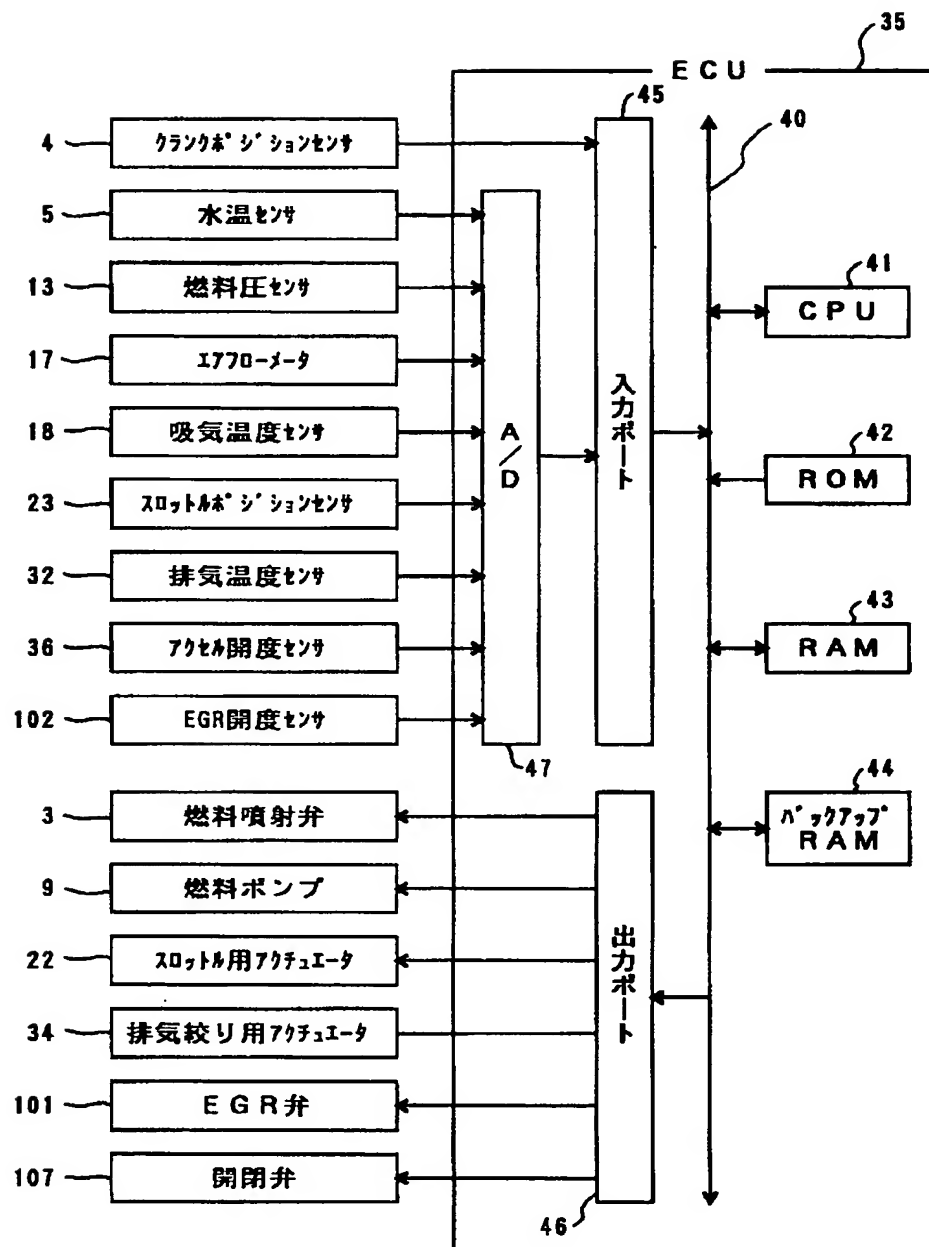 35
ECU
45
40
4
クランクポジションセンサ
5
水温センサ
13
燃料圧センサ
41
CPU
17
エアフローメータ
入力ポート
18
吸気温度センサ
A/D
42
ROM
23
スロットルポジションセンサ
32
排気温度センサ
43
RAM
36
アクセル開度センサ
102
EGR開度センサ
47
44
バックアップ
RAM
3
燃料噴射弁
9
燃料ポンプ
出力ポート
22
スロットル用アクチュエータ
34
排気絞り用アクチュエータ
101
EGR弁
107
開閉弁
46